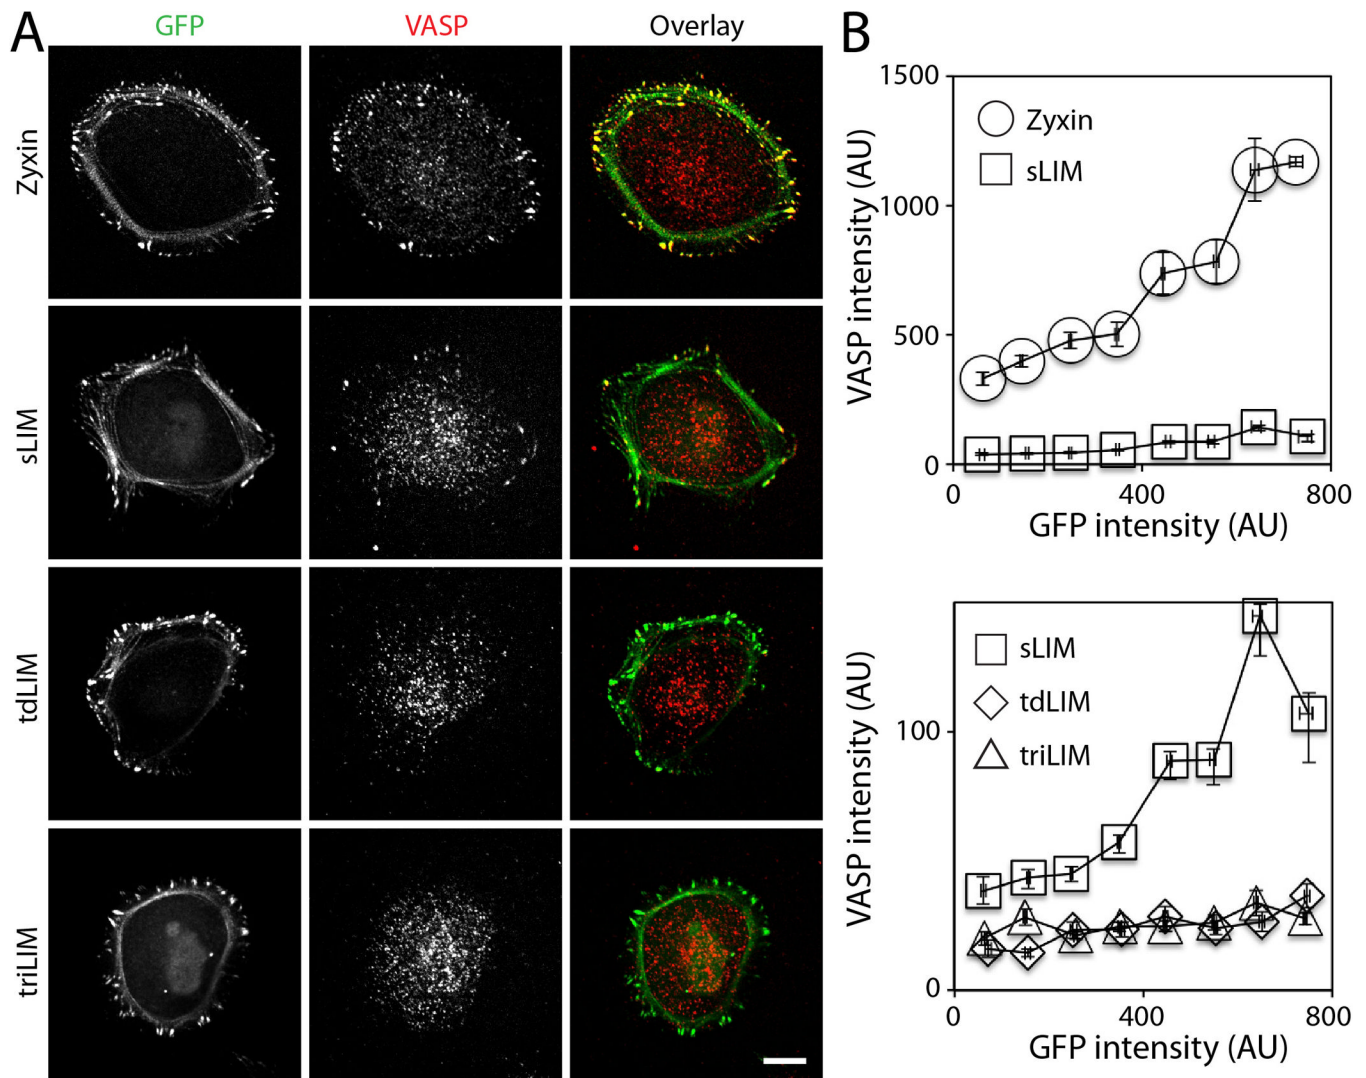 A
GFP
VASP
Overlay
Zyxin
sLIM
tdLIM
triLIM
B
VASP intensity (AU)
1500
1000
500
0
Zyxin
sLIM
0
400
800
GFP intensity (AU)
VASP intensity (AU)
100
0
sLIM
tdLIM
triLIM
0
400
800
GFP intensity (AU)